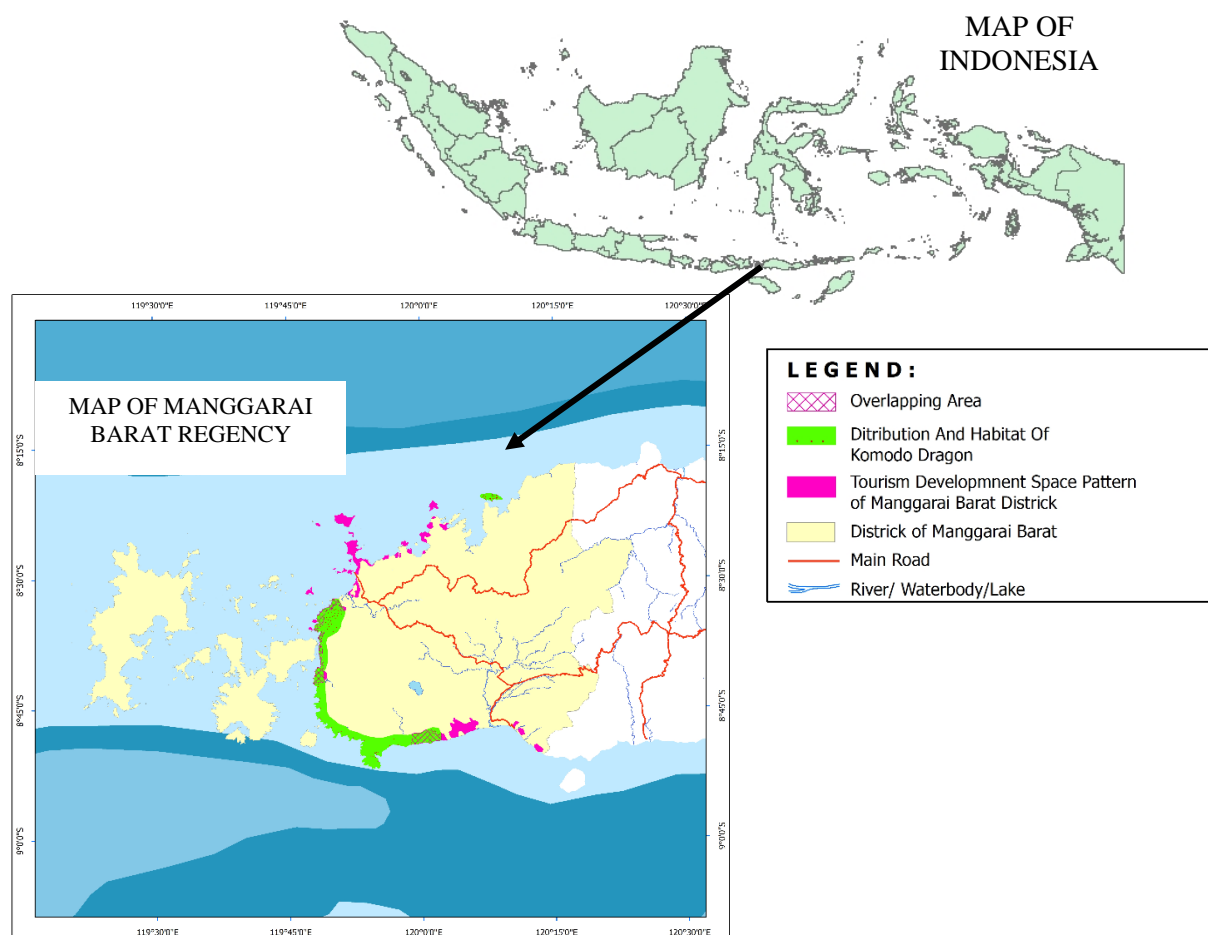 MAP OF
INDONESIA
119°30'0"E 119°45'0"E 120°0'0"E 120°15'0"E 120°30'0"E
MAP OF MANGGARAI
BARAT REGENCY
8°15'0"S 8°15'0"S
8°30'0"S 8°30'0"S
8°45'0"S 8°45'0"S
9°0'0"S 9°0'0"S
119°30'0"E 119°45'0"E 120°0'0"E 120°15'0"E 120°30'0"E
LEGEND:
Overlapping Area
Ditribution And Habitat Of
Komodo Dragon
Tourism Developmnent Space Pattern
of Manggarai Barat Districk
Districk of Manggarai Barat
Main Road
River/ Waterbody/Lake